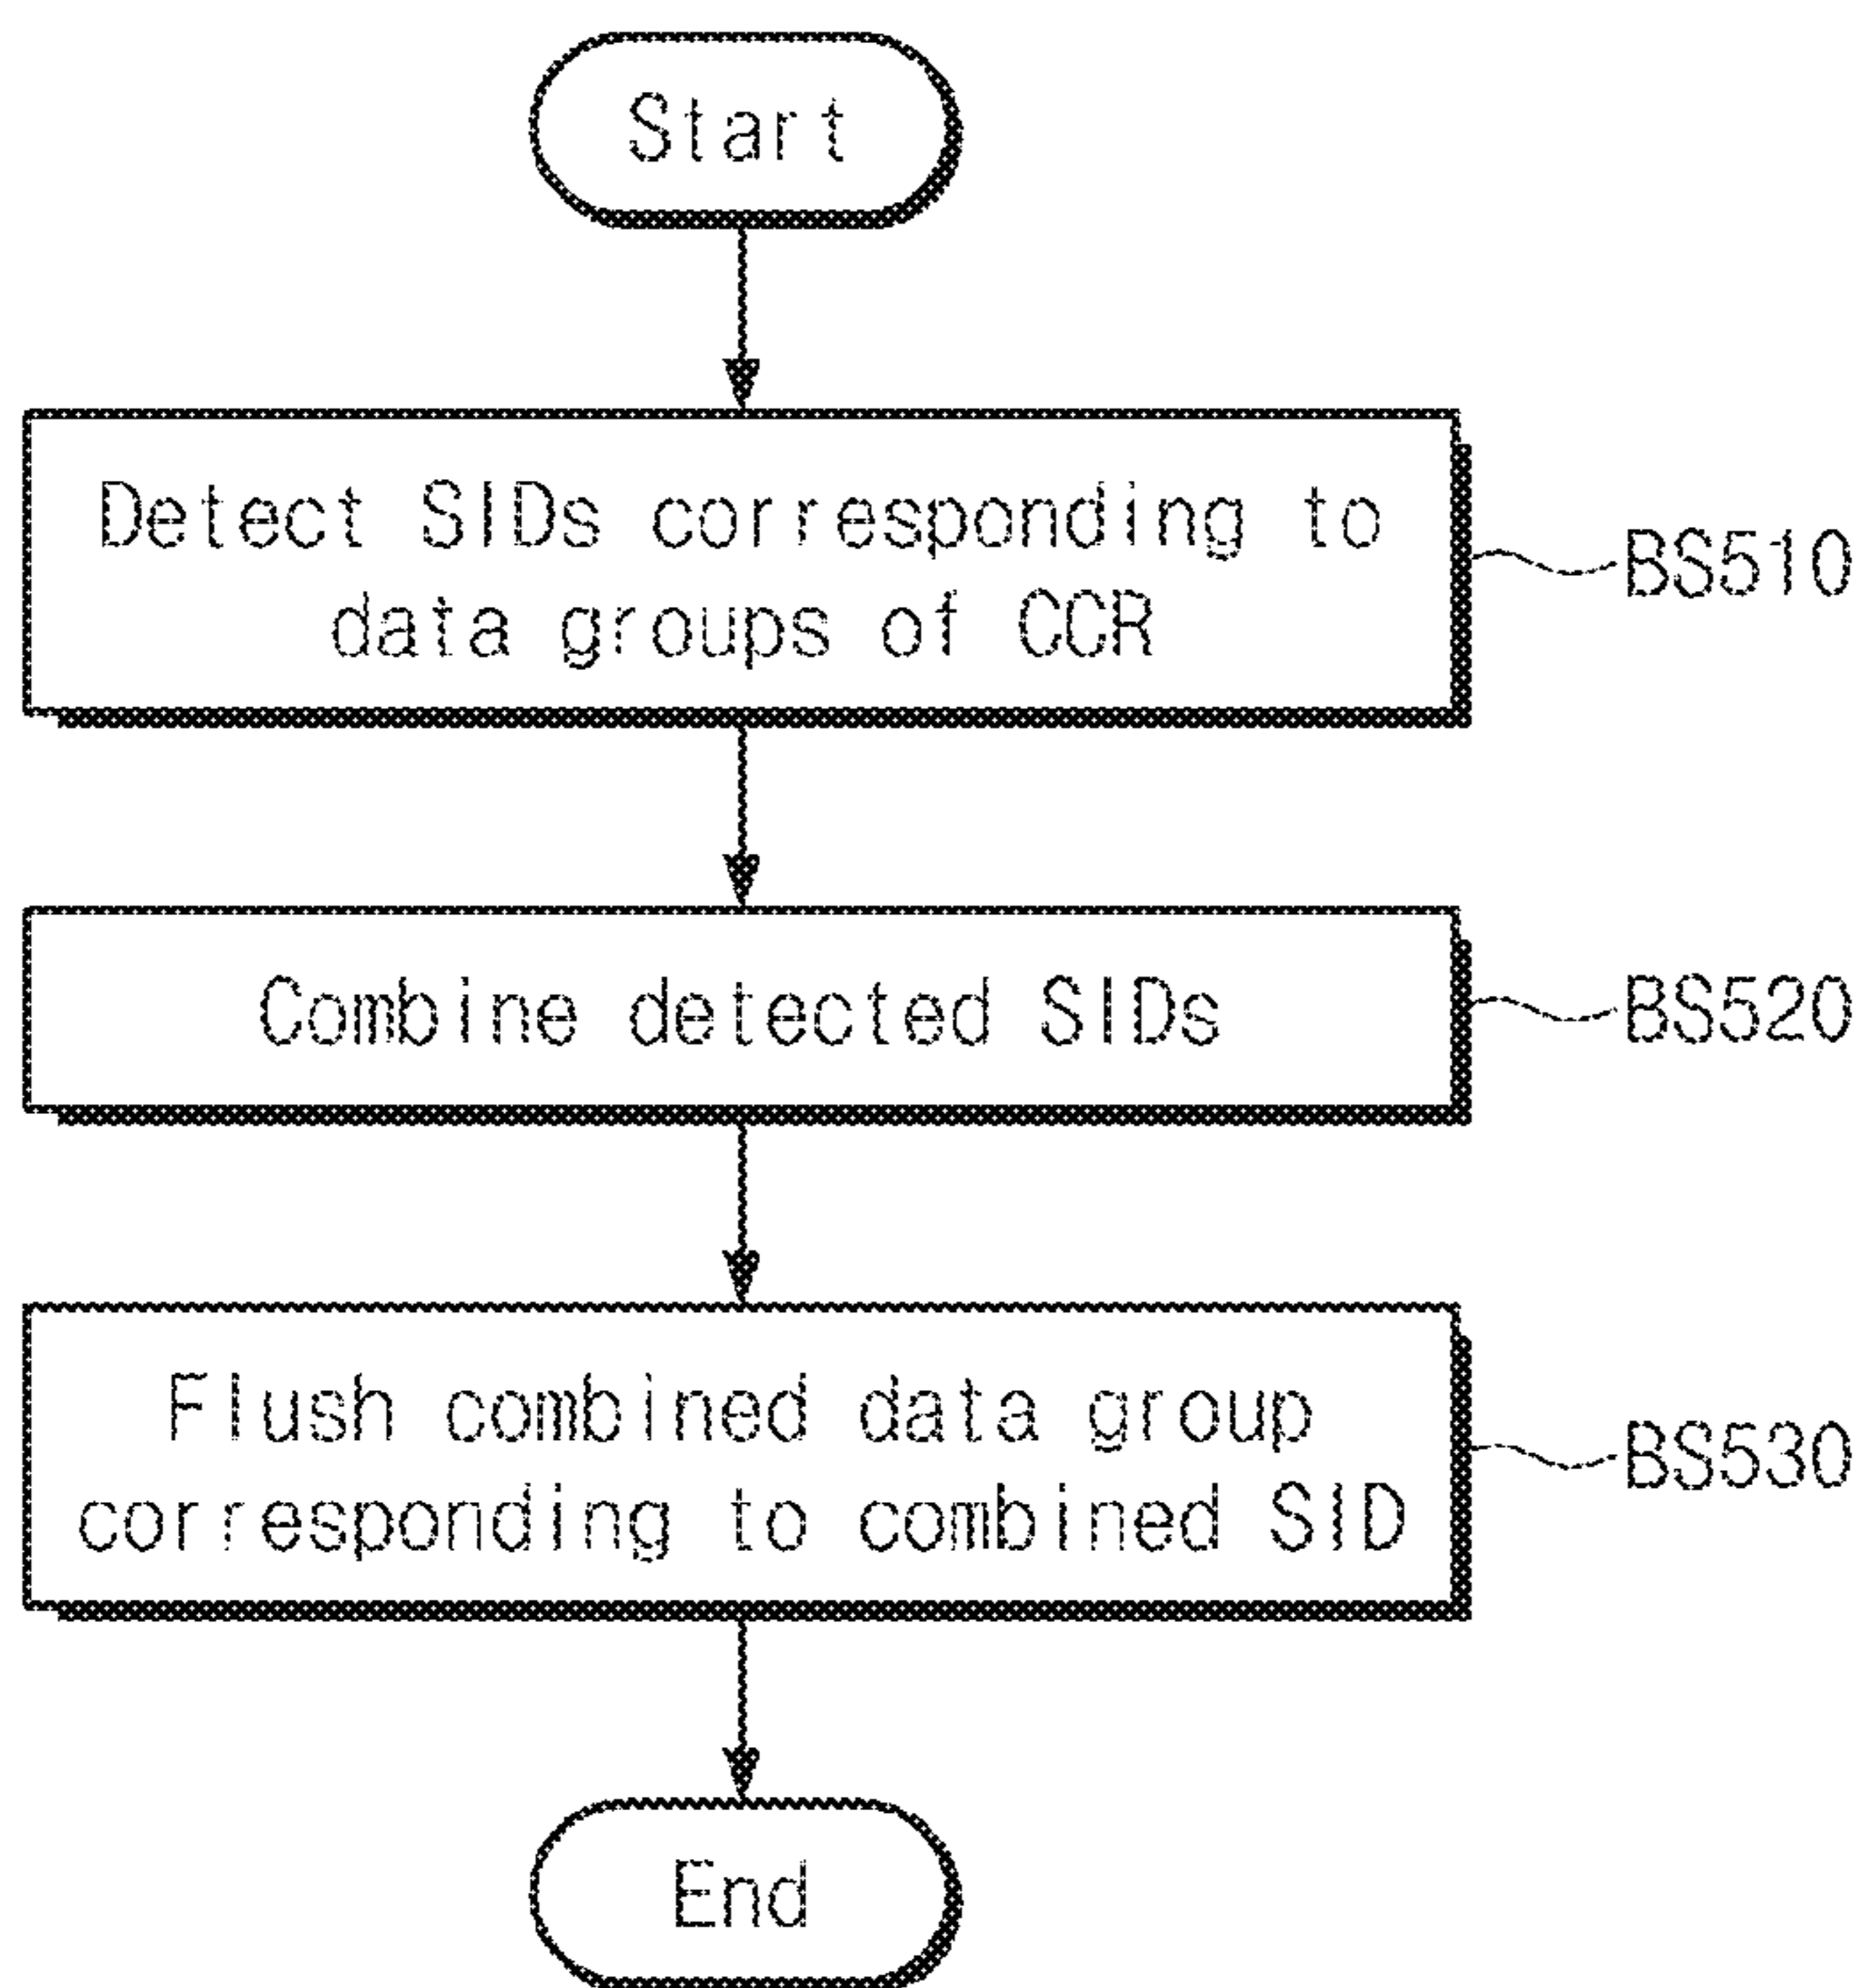 Start
Detect SIDs corresponding to
data groups of CCR
BS510
Combine detected SIDs
BS520
Flush combined data group
corresponding to combined SID
BS530
End